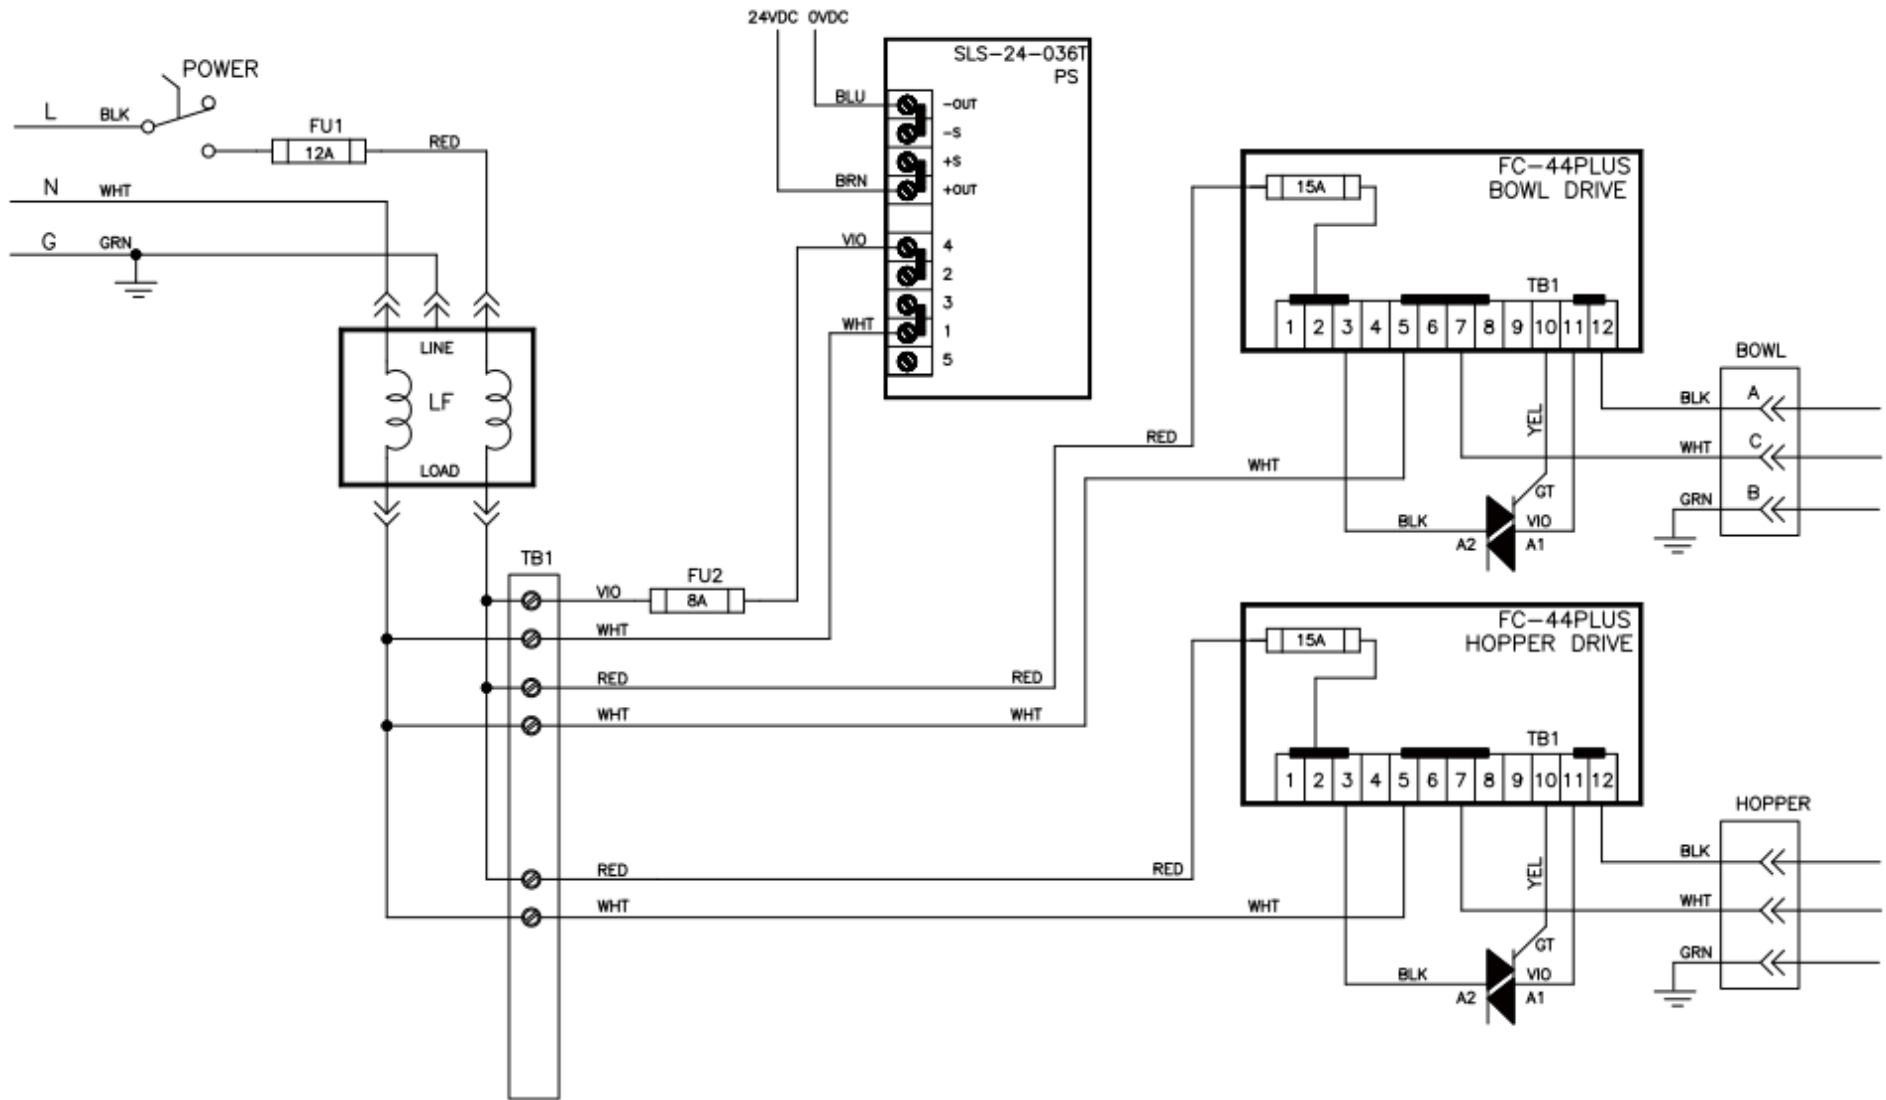 24VDC 0VDC
SLS-24-036T
PS
POWER
L
BLK
FU1
12A
RED
N
WHT
G
GRN
BLU
-OUT
-S
+S
BRN
+OUT
VIO
4
2
3
WHT
1
5
LINE
LF
LOAD
FC-44PLUS
BOWL DRIVE
15A
TB1
1 2 3 4 5 6 7 8 9 10 11 12
BOWL
BLK
A
YEL
WHT
C
GRN
B
RED
WHT
GT
BLK
VIO
A2
A1
TB1
VIO
FU2
8A
WHT
RED
RED
WHT
WHT
FC-44PLUS
HOPPER DRIVE
15A
TB1
1 2 3 4 5 6 7 8 9 10 11 12
HOPPER
BLK
YEL
WHT
GRN
RED
RED
WHT
WHT
GT
BLK
VIO
A2
A1